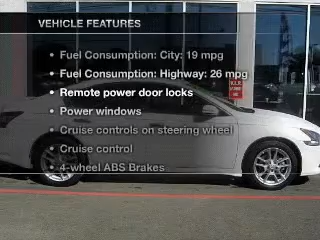 VEHICLE FEATURES
• Fuel Consumption: City: 19 mpg
• Fuel Consumption: Highway: 26 mpg
• Remote power door locks
• Power windows
• Cruise controls on steering wheel
• Cruise control
• 4-wheel ABS Brakes